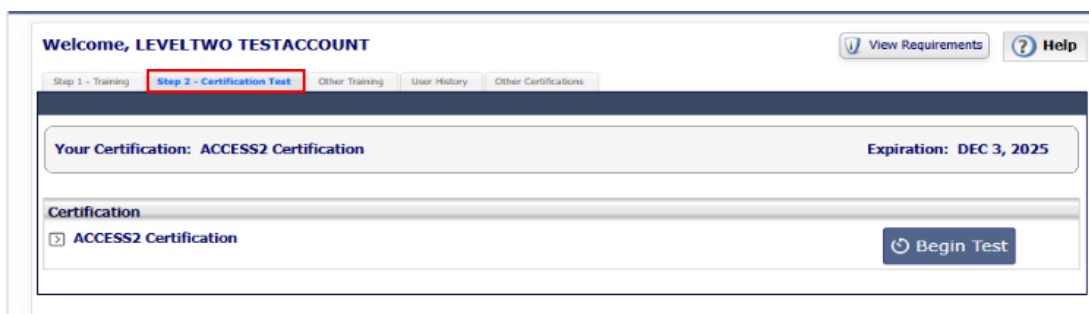 Welcome, LEVELTWO TESTACCOUNT
View Requirements
Help
Step 1 - Training
Step 2 - Certification Test
Other Training
User History
Other Certifications
Your Certification: ACCESS2 Certification
Expiration: DEC 3, 2025
Certification
ACCESS2 Certification
Begin Test